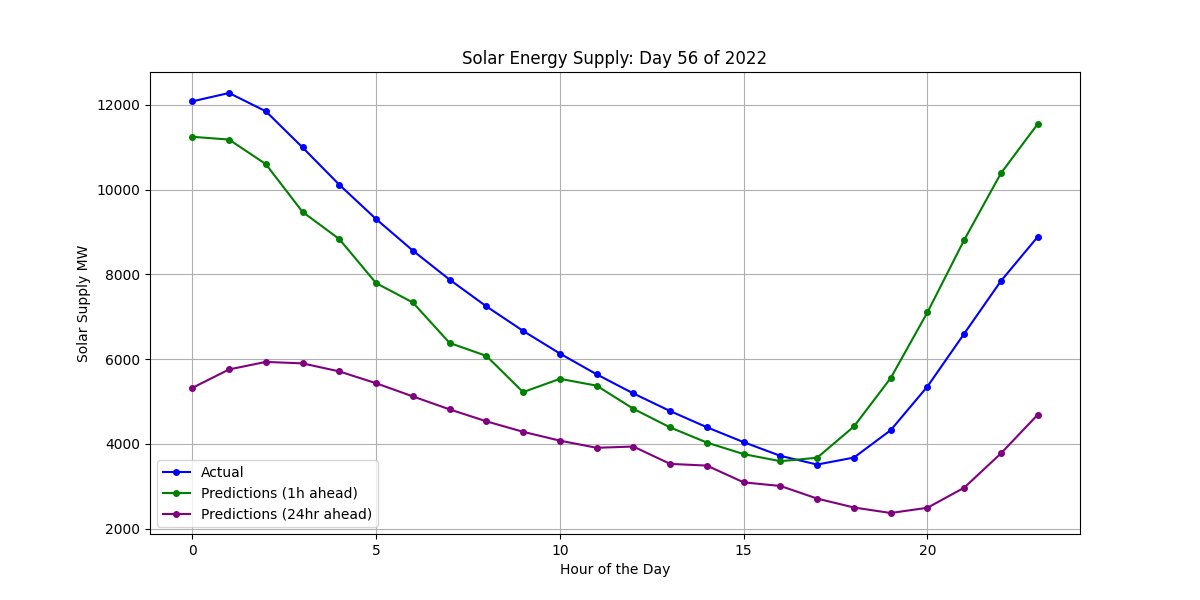 Solar Energy Supply: Day 56 of 2022
Solar Supply MW
12000
10000
8000
6000
4000
2000
Actual
Predictions (1h ahead)
Predictions (24hr ahead)
0 5 10 15 20
Hour of the Day